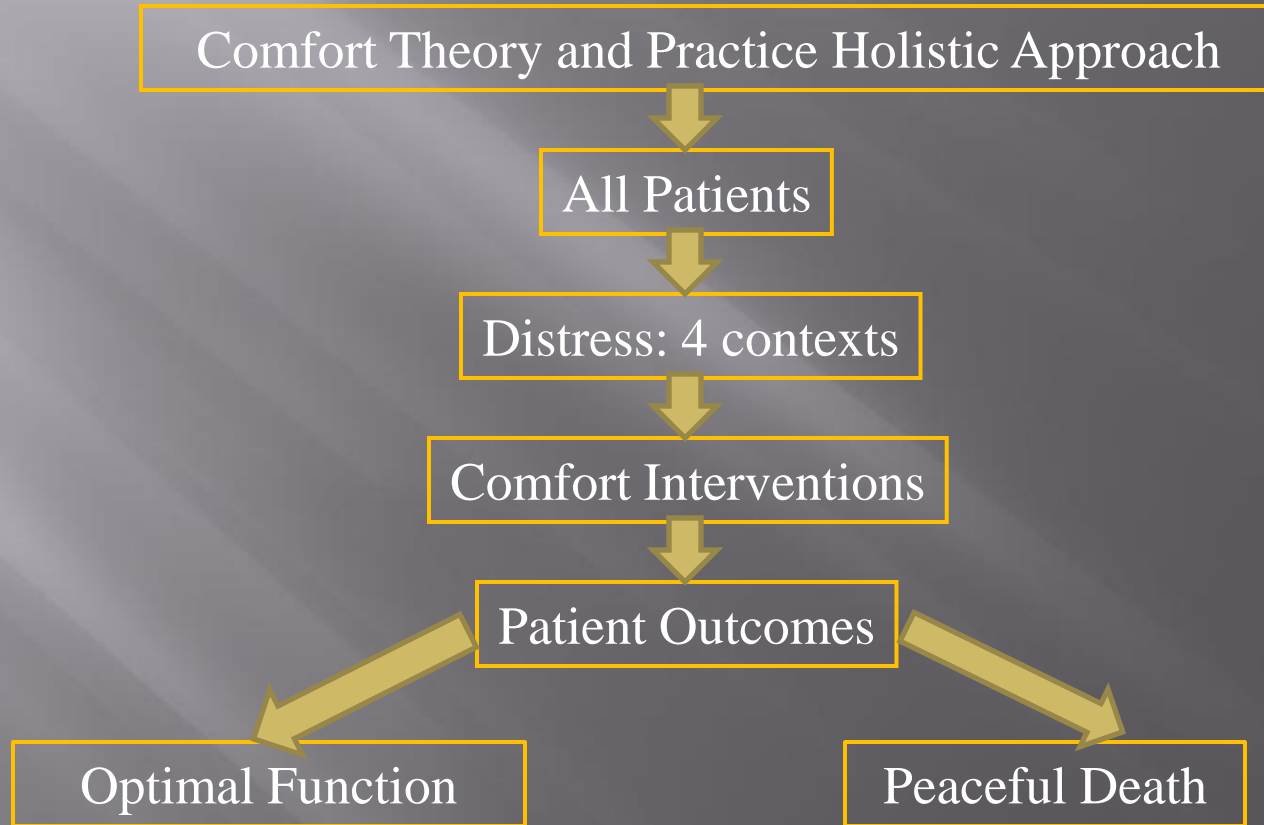 Comfort Theory and Practice Holistic Approach
All Patients
Distress: 4 contexts
Comfort Interventions
Patient Outcomes
Optimal Function
Peaceful Death